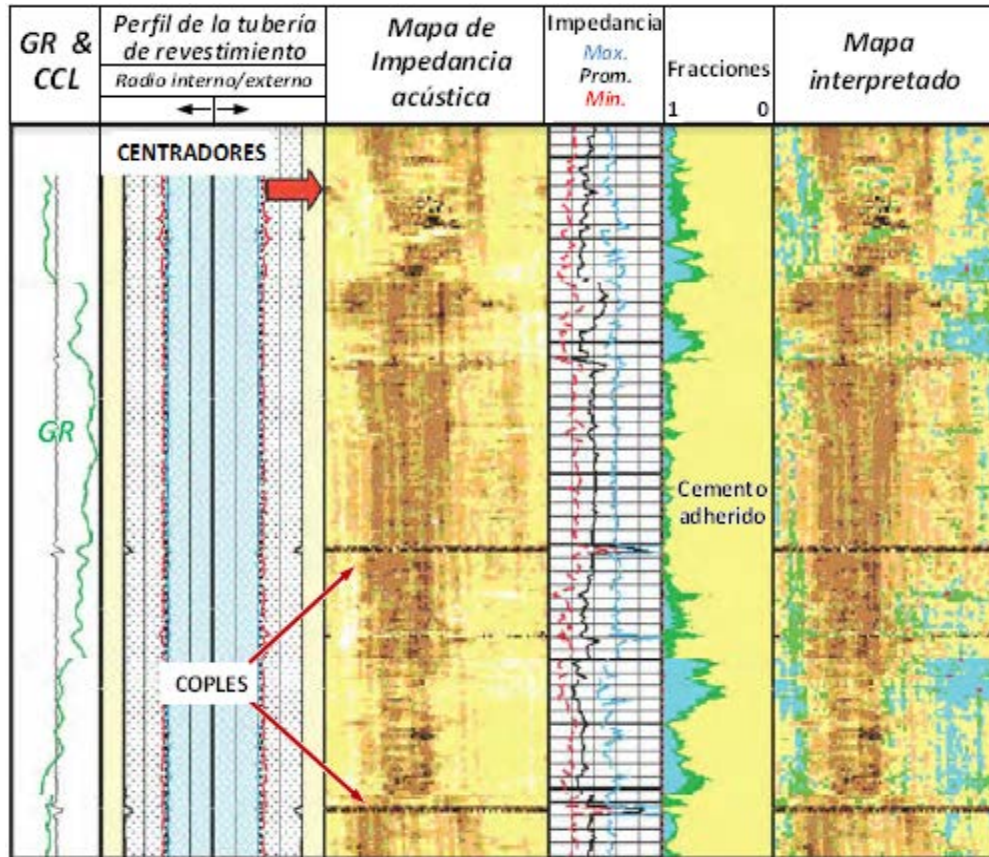 GR &
CCL
Perfil de la tubería
de revestimiento
Radio interno/externo
Mapa de
Impedancia
acústica
Impedancia
Max.
Prom.
Min.
Fracciones
1 0
Mapa
interpretado
CENTRADORES
GR
Cemento
adherido
COPLES